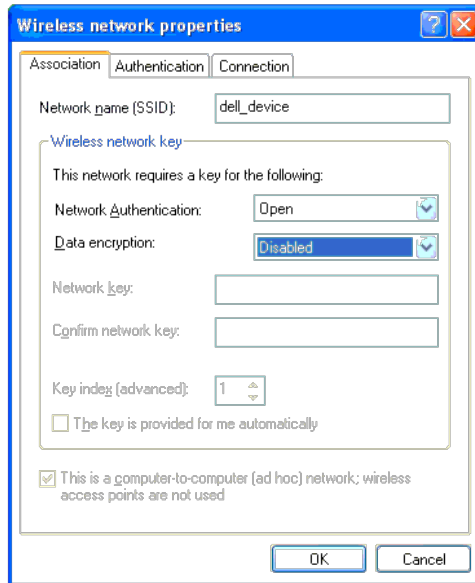 Wireless network properties
Association Authentication Connection
Network name (SSID): dell_device
Wireless network key
This network requires a key for the following:
Network Authentication: Open
Data encryption: Disabled
Network key:
Confirm network key:
Key index (advanced): 1
The key is provided for me automatically
This is a computer-to-computer (ad hoc) network; wireless
access points are not used
OK Cancel